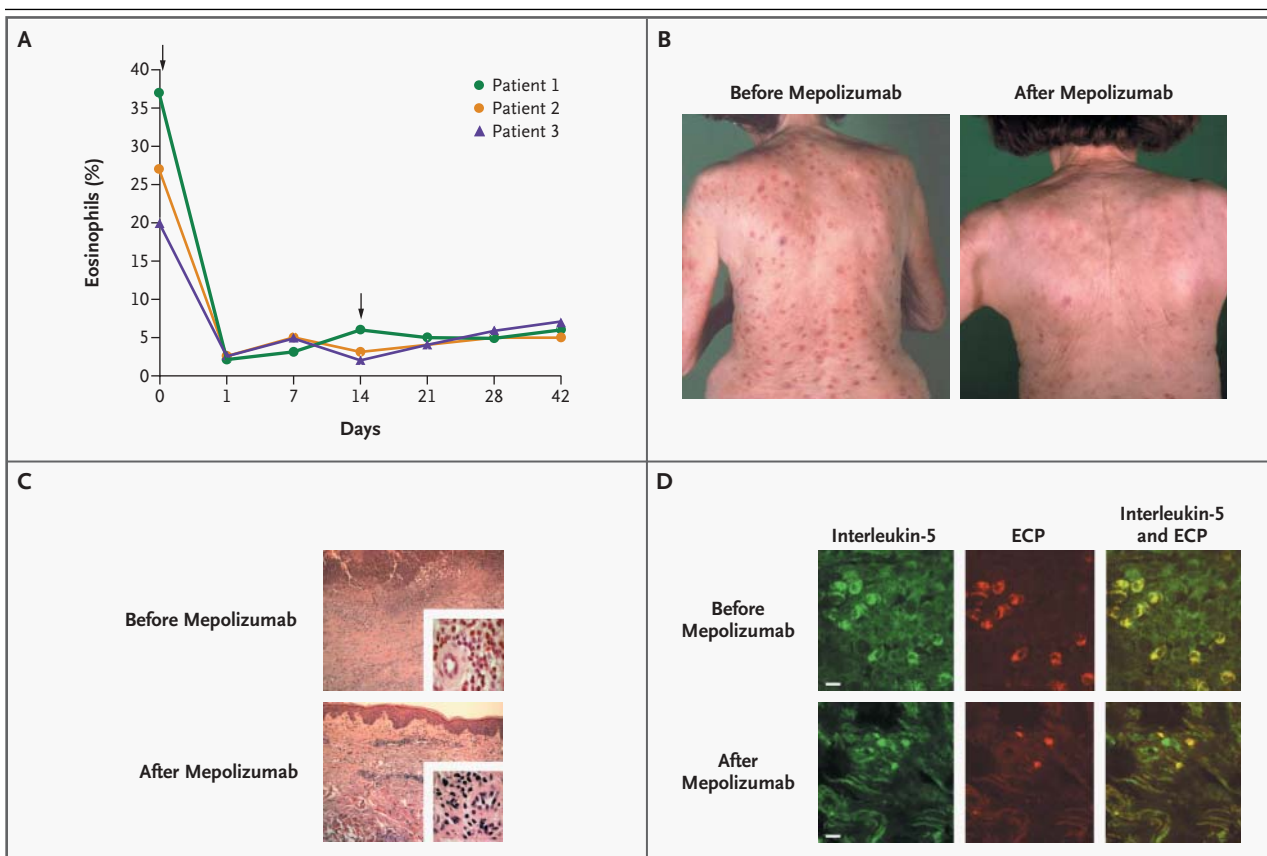 A
40
35
30
25
20
15
10
5
0
Eosinophils (%)
Patient 1
Patient 2
Patient 3
0 1 7 14 21 28 42
Days
B
Before Mepolizumab After Mepolizumab
C
Before Mepolizumab
After Mepolizumab
D
Interleukin-5 ECP Interleukin-5
and ECP
Before
Mepolizumab
After
Mepolizumab